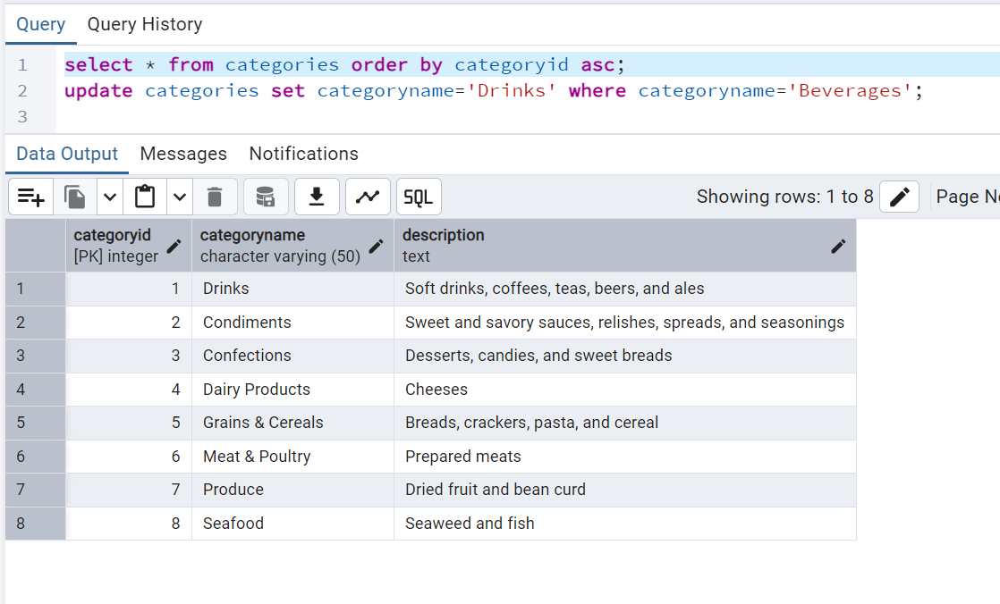 Query Query History
1 select * from categories order by categoryid asc;
2 update categories set categoryname='Drinks' where categoryname='Beverages';
3
Data Output Messages Notifications
SQL Showing rows: 1 to 8 Page N
categoryid categoryname description
[PK] integer character varying (50) text
1 1 Drinks Soft drinks, coffees, teas, beers, and ales
2 2 Condiments Sweet and savory sauces, relishes, spreads, and seasonings
3 3 Confections Desserts, candies, and sweet breads
4 4 Dairy Products Cheeses
5 5 Grains & Cereals Breads, crackers, pasta, and cereal
6 6 Meat & Poultry Prepared meats
7 7 Produce Dried fruit and bean curd
8 8 Seafood Seaweed and fish